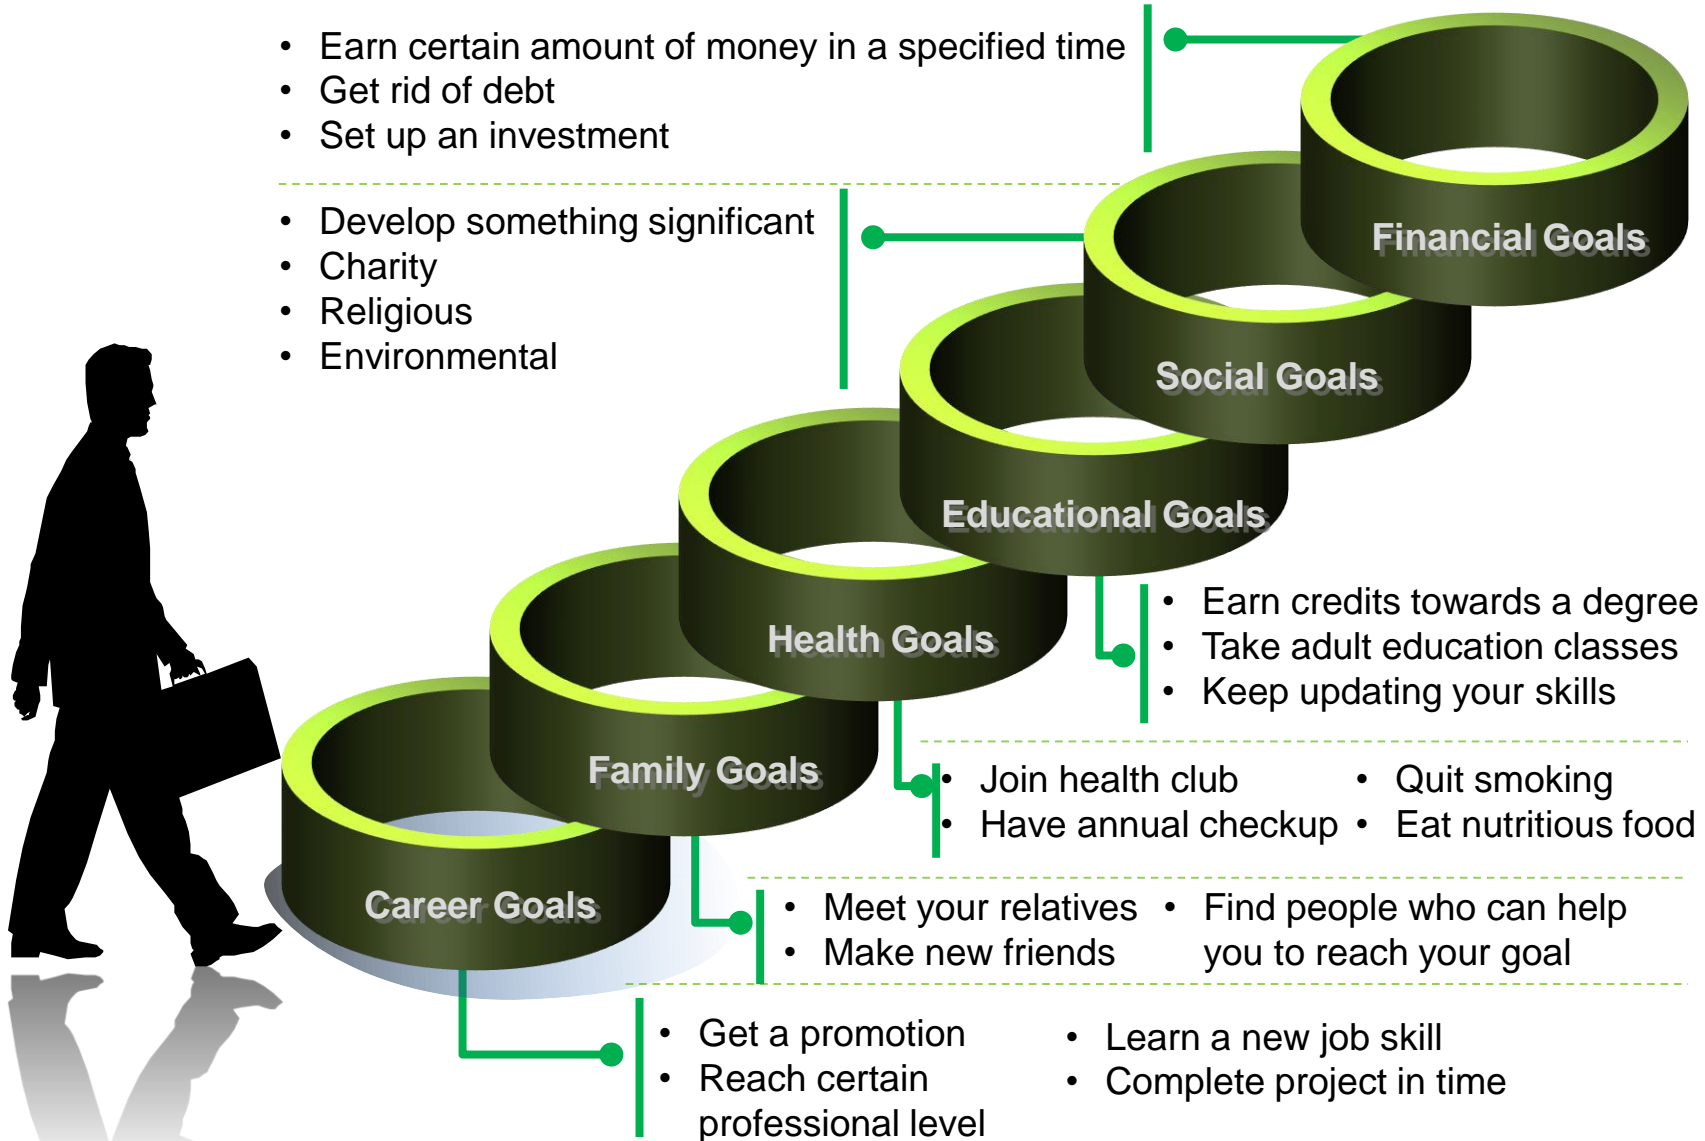 • Earn certain amount of money in a specified time
• Get rid of debt
• Set up an investment
Financial Goals
• Develop something significant
• Charity
• Religious
• Environmental
Social Goals
Educational Goals
• Earn credits towards a degree
• Take adult education classes
• Keep updating your skills
Health Goals
• Join health club
• Have annual checkup
• Quit smoking
• Eat nutritious food
Family Goals
• Meet your relatives
• Make new friends
• Find people who can help
you to reach your goal
Career Goals
• Get a promotion
• Reach certain
professional level
• Learn a new job skill
• Complete project in time